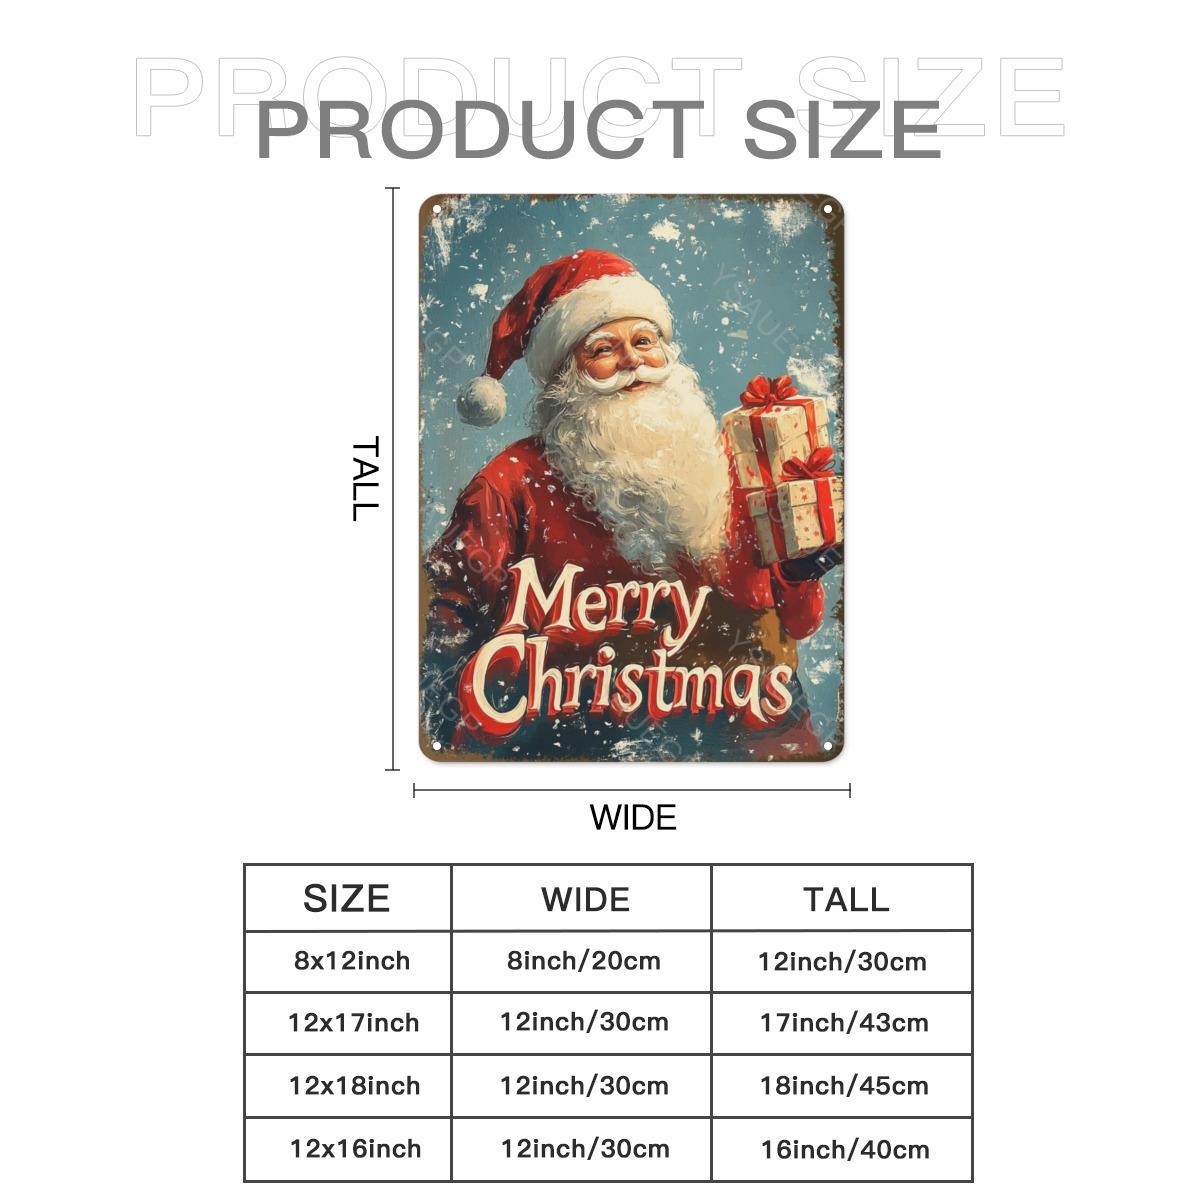 PRODUCT SIZE
PRODUCT SIZE
TALL
Merry
Christmas
WIDE
SIZE WIDE TALL
8x12inch 8inch/20cm 12inch/30cm
12x17inch 12inch/30cm 17inch/43cm
12x18inch 12inch/30cm 18inch/45cm
12x16inch 12inch/30cm 16inch/40cm